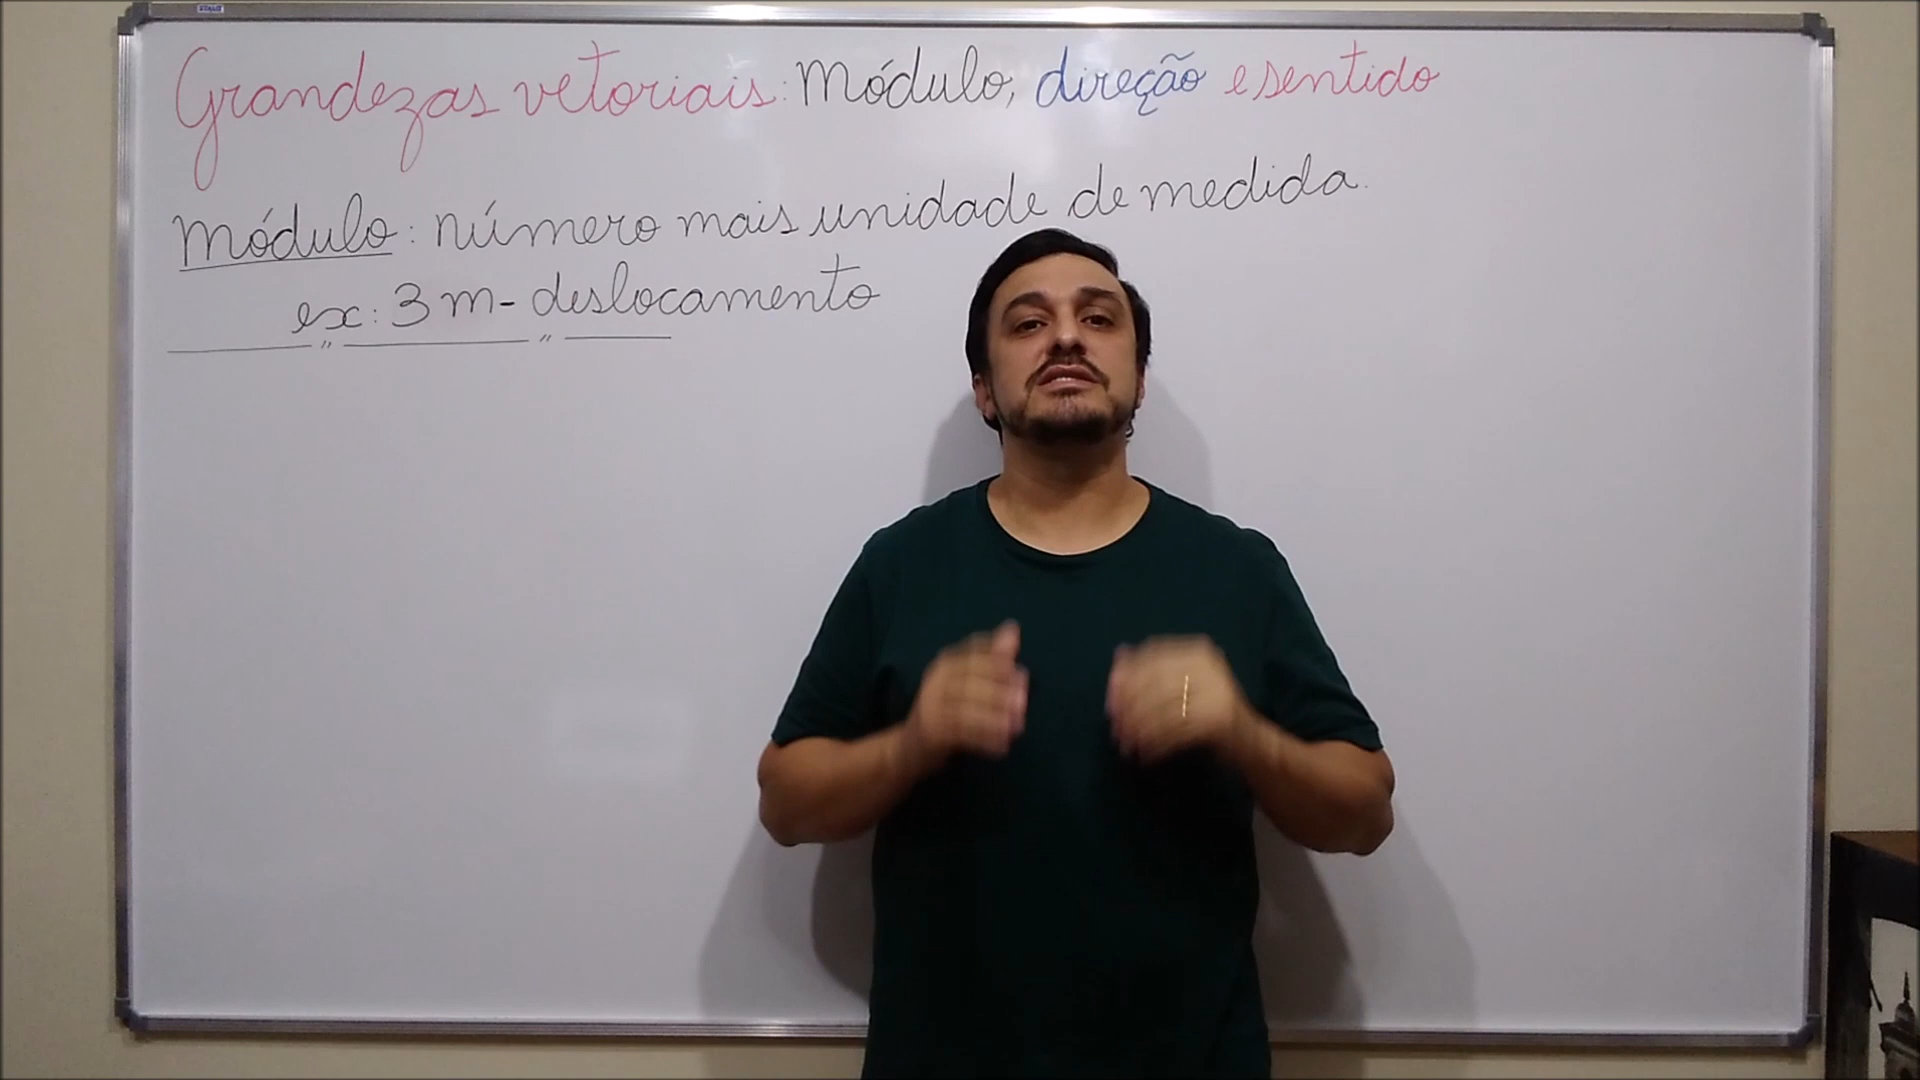 Grandezas vetoriais: Módulo, direção e sentido
Módulo: número mais unidade de medida.
ex: 3 m - deslocamento